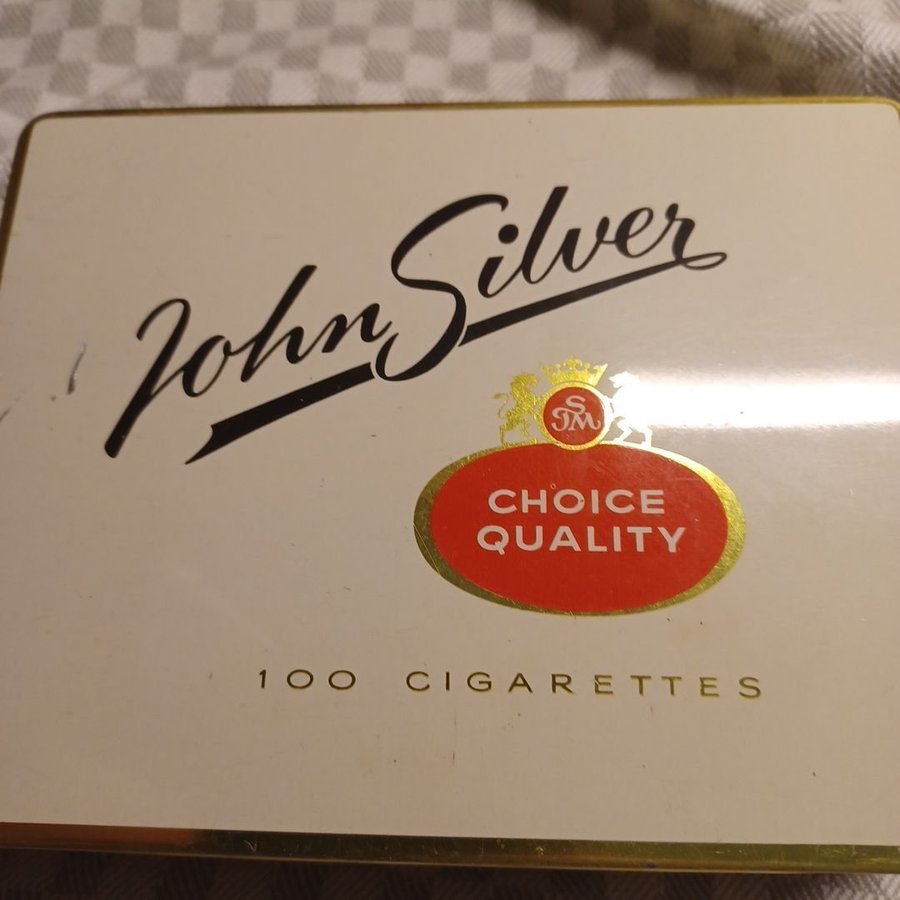 John Silver
STM
CHOICE
QUALITY
100 CIGARETTES